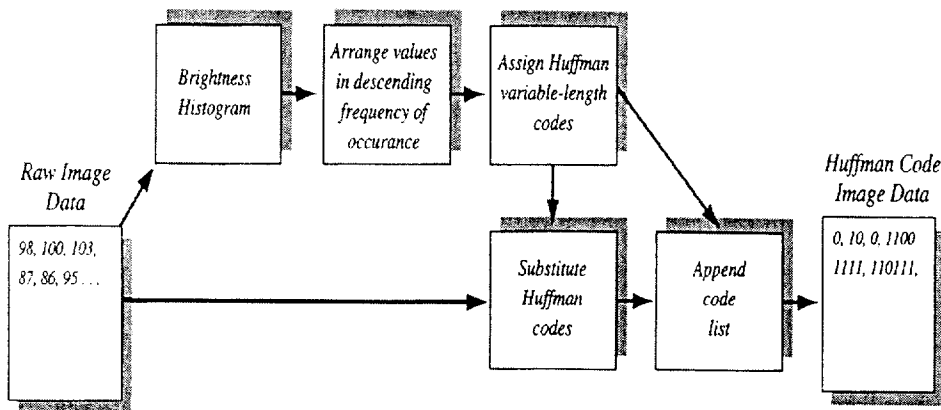 Brightness
Histogram
Arrange values
in descending
frequency of
occurance
Assign Huffman
variable-length
codes
Raw Image
Data
98, 100, 103,
87, 86, 95 . . .
Substitute
Huffman
codes
Append
code
list
Huffman Code
Image Data
0, 10, 0, 1100
1111, 110111,